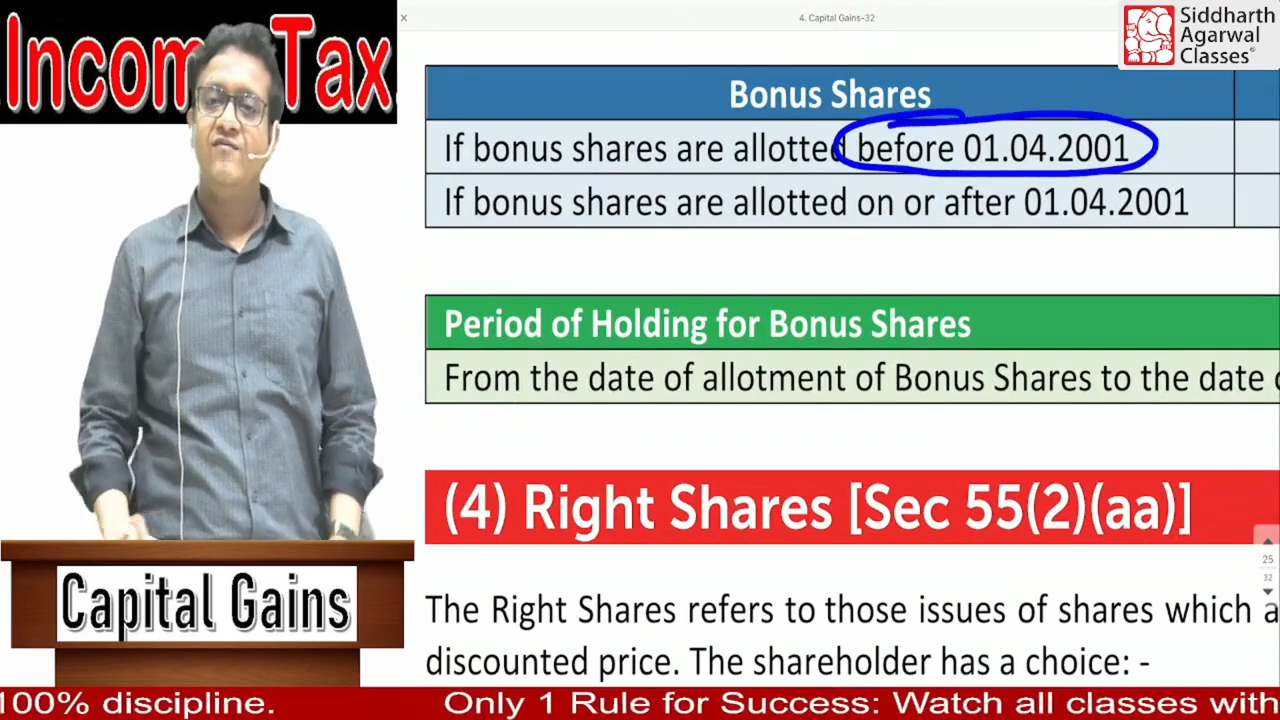 Income Tax
4. Capital Gains-32
Siddharth
Agarwal
Classes®
Bonus Shares
If bonus shares are allotted before 01.04.2001
If bonus shares are allotted on or after 01.04.2001
Period of Holding for Bonus Shares
From the date of allotment of Bonus Shares to the date
(4) Right Shares [Sec 55(2)(aa)]
25
32
The Right Shares refers to those issues of shares which a
discounted price. The shareholder has a choice: -
Capital Gains
100% discipline. Only 1 Rule for Success: Watch all classes with